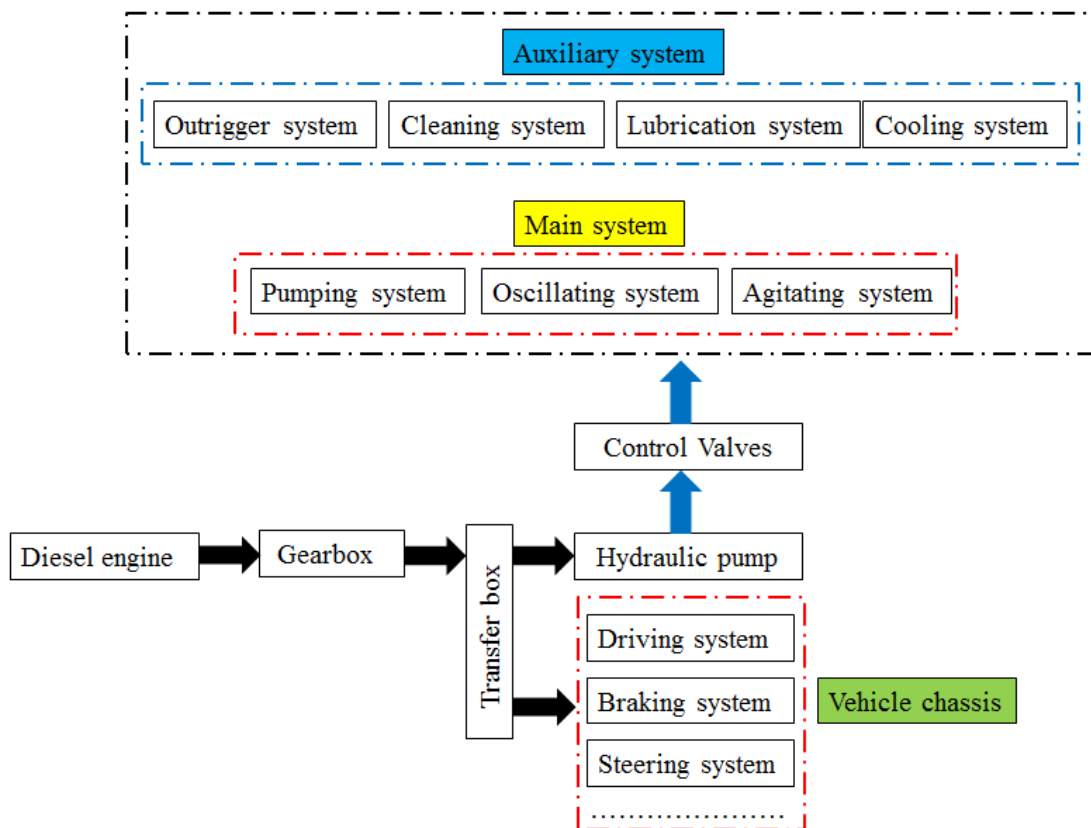 Auxiliary system
Outrigger system
Cleaning system
Lubrication system
Cooling system
Main system
Pumping system
Oscillating system
Agitating system
Control Valves
Diesel engine
Gearbox
Transfer box
Hydraulic pump
Driving system
Braking system
Vehicle chassis
Steering system
.....................